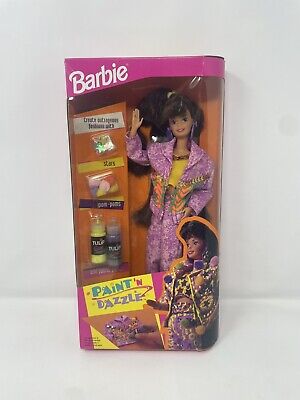 Barbie
Create outrageous
fashions with
stars
pom-poms
TULIP
TULIP
PAINT 'N
DAZZLE